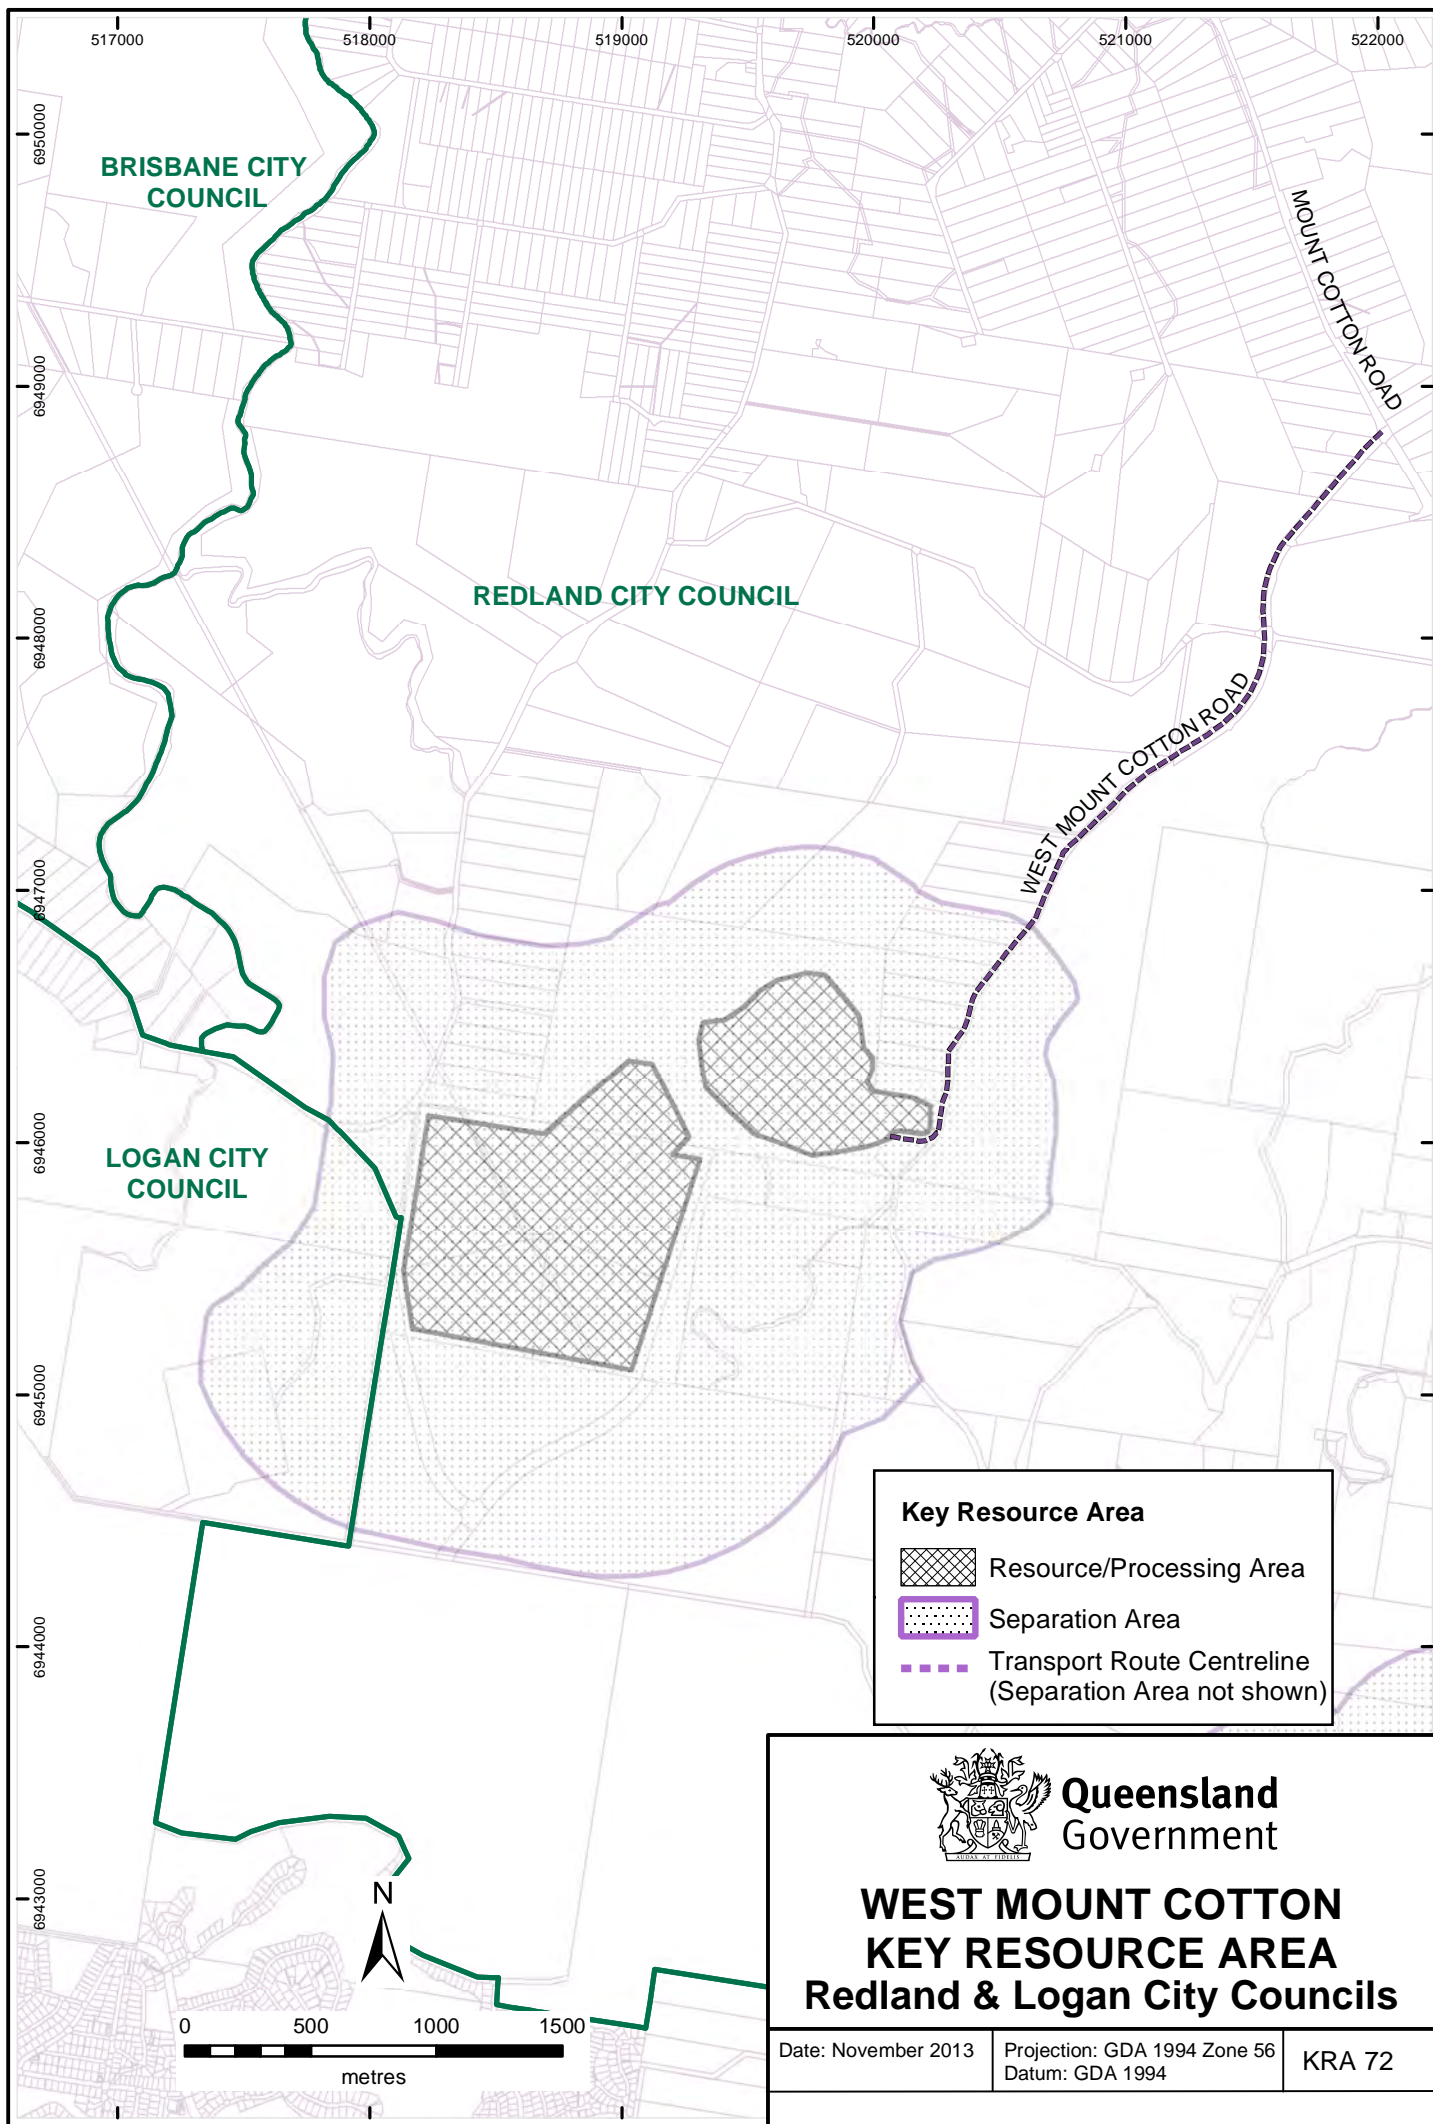 517000
518000
519000
520000
521000
522000
6950000
6949000
6948000
6947000
6946000
6945000
6944000
6943000
BRISBANE CITY
COUNCIL
MOUNT COTTON ROAD
REDLAND CITY COUNCIL
WEST MOUNT COTTON ROAD
LOGAN CITY
COUNCIL
Key Resource Area
Resource/Processing Area
Separation Area
Transport Route Centreline
(Separation Area not shown)
AUDAX AT FIDELIS
Queensland
Government
WEST MOUNT COTTON
KEY RESOURCE AREA
Redland & Logan City Councils
Date: November 2013
Projection: GDA 1994 Zone 56
Datum: GDA 1994
KRA 72
N
0 500 1000 1500
metres